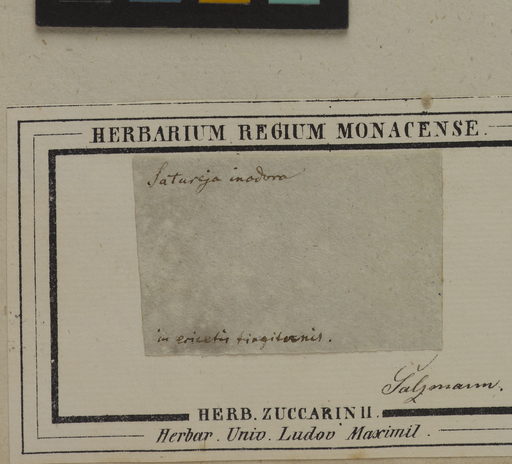 HERBARIUM REGIUM MONACENSE.
Satureja inodora
in ericetis tingitanis.
Salzmann.
HERB. ZUCCARINII.
Herbar. Univ. Ludov Maximil.